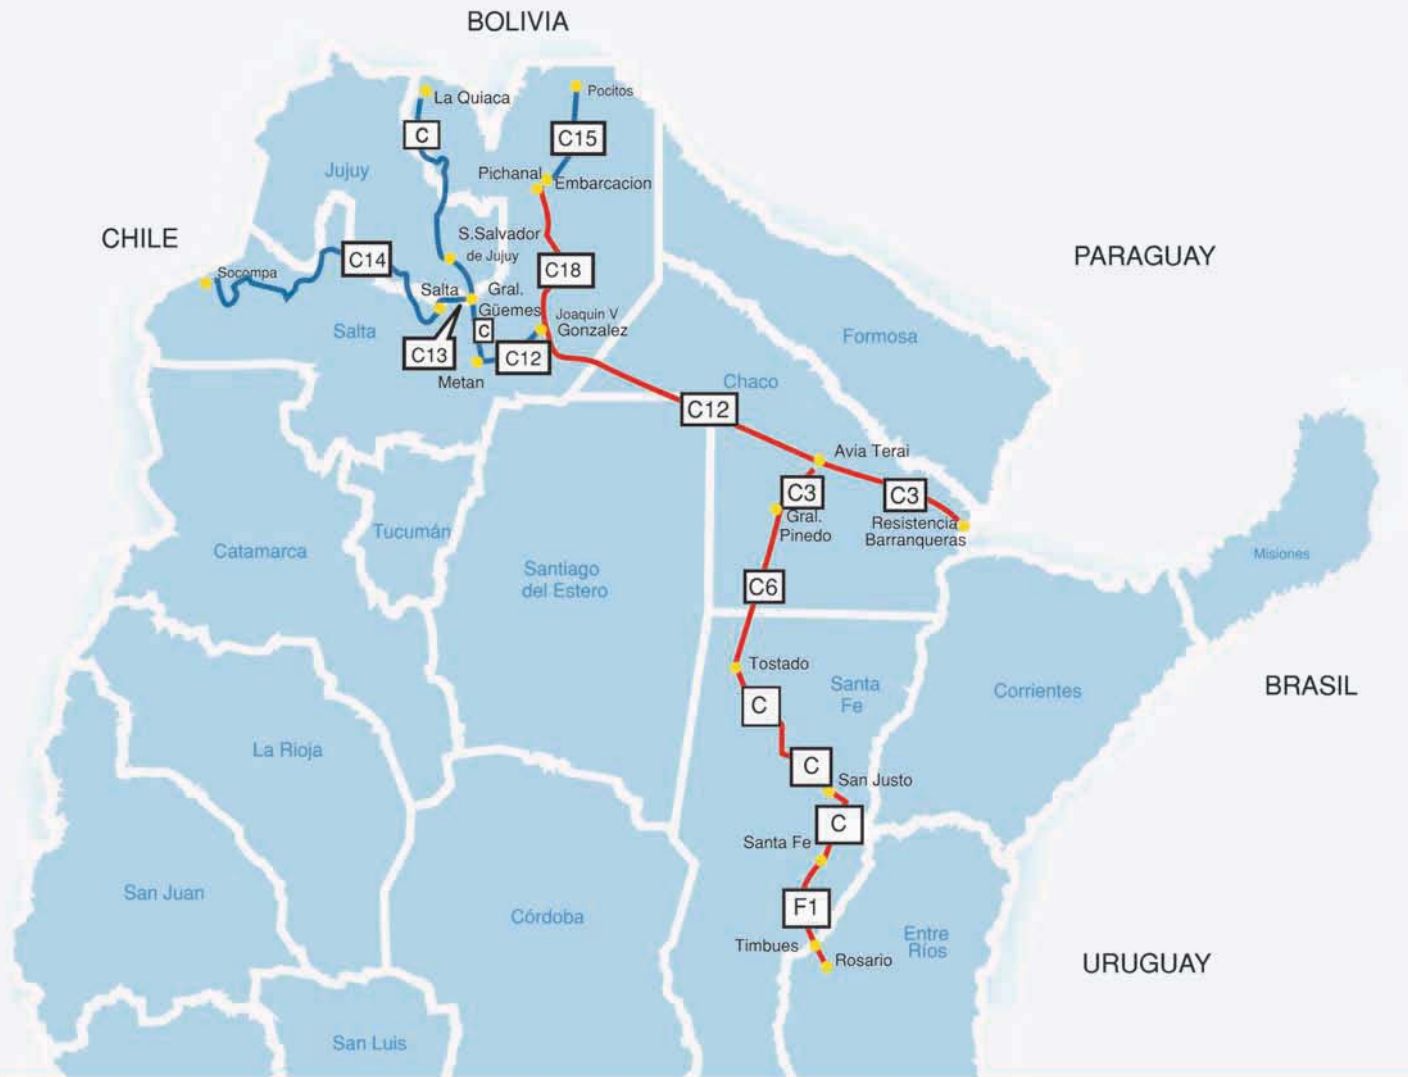 BOLIVIA
La Quiaca
Pocitos
C
C15
Jujuy
Pichanal
Embarcacion
CHILE
S.Salvador
de Jujuy
PARAGUAY
C14
C18
Socompa
Salta
Gral.
Güemes
Joaquin V
Gonzalez
Salta
C
C13
C12
Formosa
Metan
Chaco
C12
Avia Terai
C3
C3
Gral.
Pinedo
Resistencia
Barranqueras
Tucumán
Catamarca
Misiones
Santiago
del Estero
C6
Tostado
Santa
Fe
Corrientes
BRASIL
C
La Rioja
C
San Justo
C
Santa Fe
San Juan
F1
Córdoba
Entre
Ríos
Timbues
Rosario
URUGUAY
San Luis